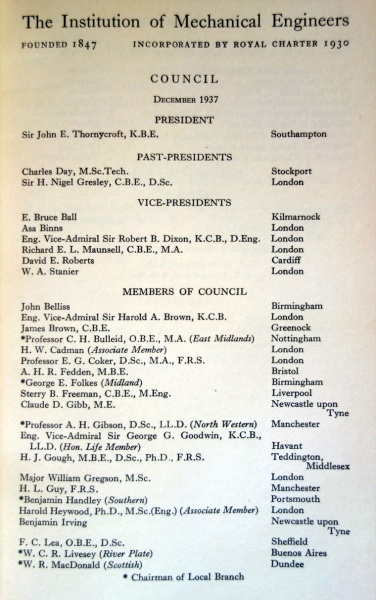 The Institution of Mechanical Engineers
FOUNDED 1847 INCORPORATED BY ROYAL CHARTER 1930
COUNCIL
DECEMBER 1937
PRESIDENT
Sir John E. Thornycroft, K.B.E. Southampton
PAST-PRESIDENTS
Charles Day, M.Sc.Tech. Stockport
Sir H. Nigel Gresley, C.B.E., D.Sc. London
VICE-PRESIDENTS
E. Bruce Ball Kilmarnock
Asa Binns London
Eng. Vice-Admiral Sir Robert B. Dixon, K.C.B., D.Eng. London
Richard E. L. Maunsell, C.B.E., M.A. London
David E. Roberts Cardiff
W. A. Stanier London
MEMBERS OF COUNCIL
John Belliss Birmingham
Eng. Vice-Admiral Sir Harold A. Brown, K.C.B. London
James Brown, C.B.E. Greenock
*Professor C. H. Bulleid, O.B.E., M.A. (East Midlands) Nottingham
H. W. Cadman (Associate Member) London
Professor E. G. Coker, D.Sc., M.A., F.R.S. London
A. H. R. Fedden, M.B.E. Bristol
*George E. Folkes (Midland) Birmingham
Sterry B. Freeman, C.B.E., M.Eng. Liverpool
Claude D. Gibb, M.E. Newcastle upon
Tyne
*Professor A. H. Gibson, D.Sc., LL.D. (North Western) Manchester
Eng. Vice-Admiral Sir George G. Goodwin, K.C.B.,
LL.D. (Hon. Life Member) Havant
H. J. Gough, M.B.E., D.Sc., Ph.D., F.R.S. Teddington,
Middlesex
Major William Gregson, M.Sc. London
H. L. Guy, F.R.S. Manchester
*Benjamin Handley (Southern) Portsmouth
Harold Heywood, Ph.D., M.Sc.(Eng.) (Associate Member) London
Benjamin Irving Newcastle upon
Tyne
F. C. Lea, O.B.E., D.Sc. Sheffield
*W. C. R. Livesey (River Plate) Buenos Aires
*W. R. MacDonald (Scottish) Dundee
* Chairman of Local Branch